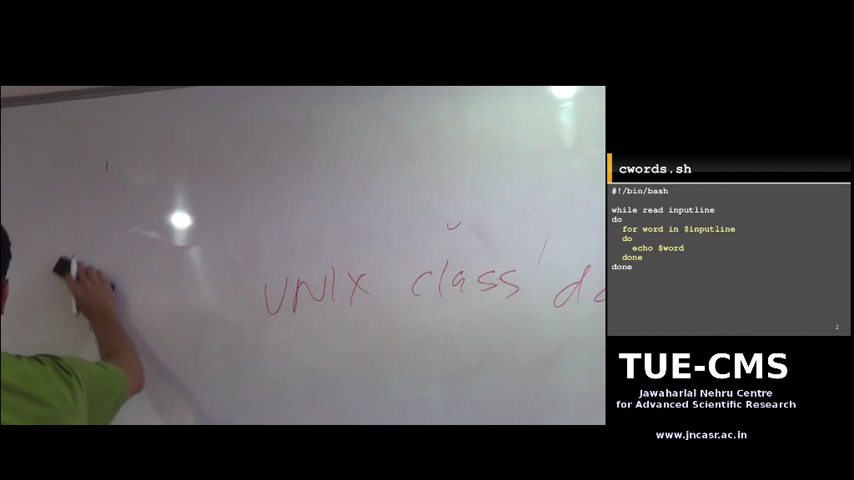 UNIX class
cwords.sh
#!/bin/bash
while read inputline
do
for word in $inputline
do
echo $word
done
done
2
TUE-CMS
Jawaharlal Nehru Centre
for Advanced Scientific Research
www.jncasr.ac.in